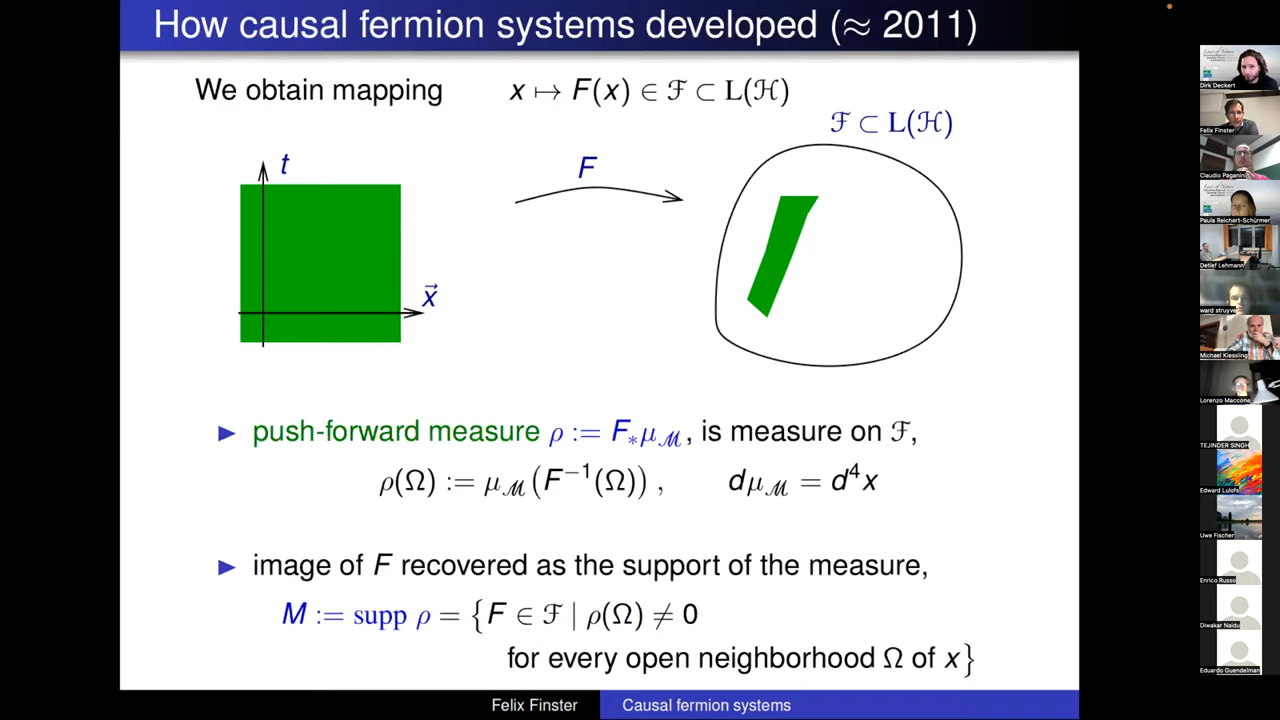 How causal fermion systems developed (≈ 2011)
We obtain mapping x ↦ F(x) ∈ ℱ ⊂ L(ℋ)
ℱ ⊂ L(ℋ)
t
F
x⃗
▶ push-forward measure ρ := F∗μ_ℳ, is measure on ℱ,
ρ(Ω) := μ_ℳ(F⁻¹(Ω)), dμ_ℳ = d⁴x
▶ image of F recovered as the support of the measure,
M := supp ρ = {F ∈ ℱ | ρ(Ω) ≠ 0
for every open neighborhood Ω of x}
Felix Finster Causal fermion systems
Dirk Deckert
Felix Finster
Claudio Paganini
Paula Reichert-Schürmer
Detlef Lehmann
ward struyve
Michael Kiessling
Lorenzo Maccone
TEJINDER SINGH
Edward Lulofs
Uwe Fischer
Enrico Russo
Diwakar Naidu
Eduardo Guendelman